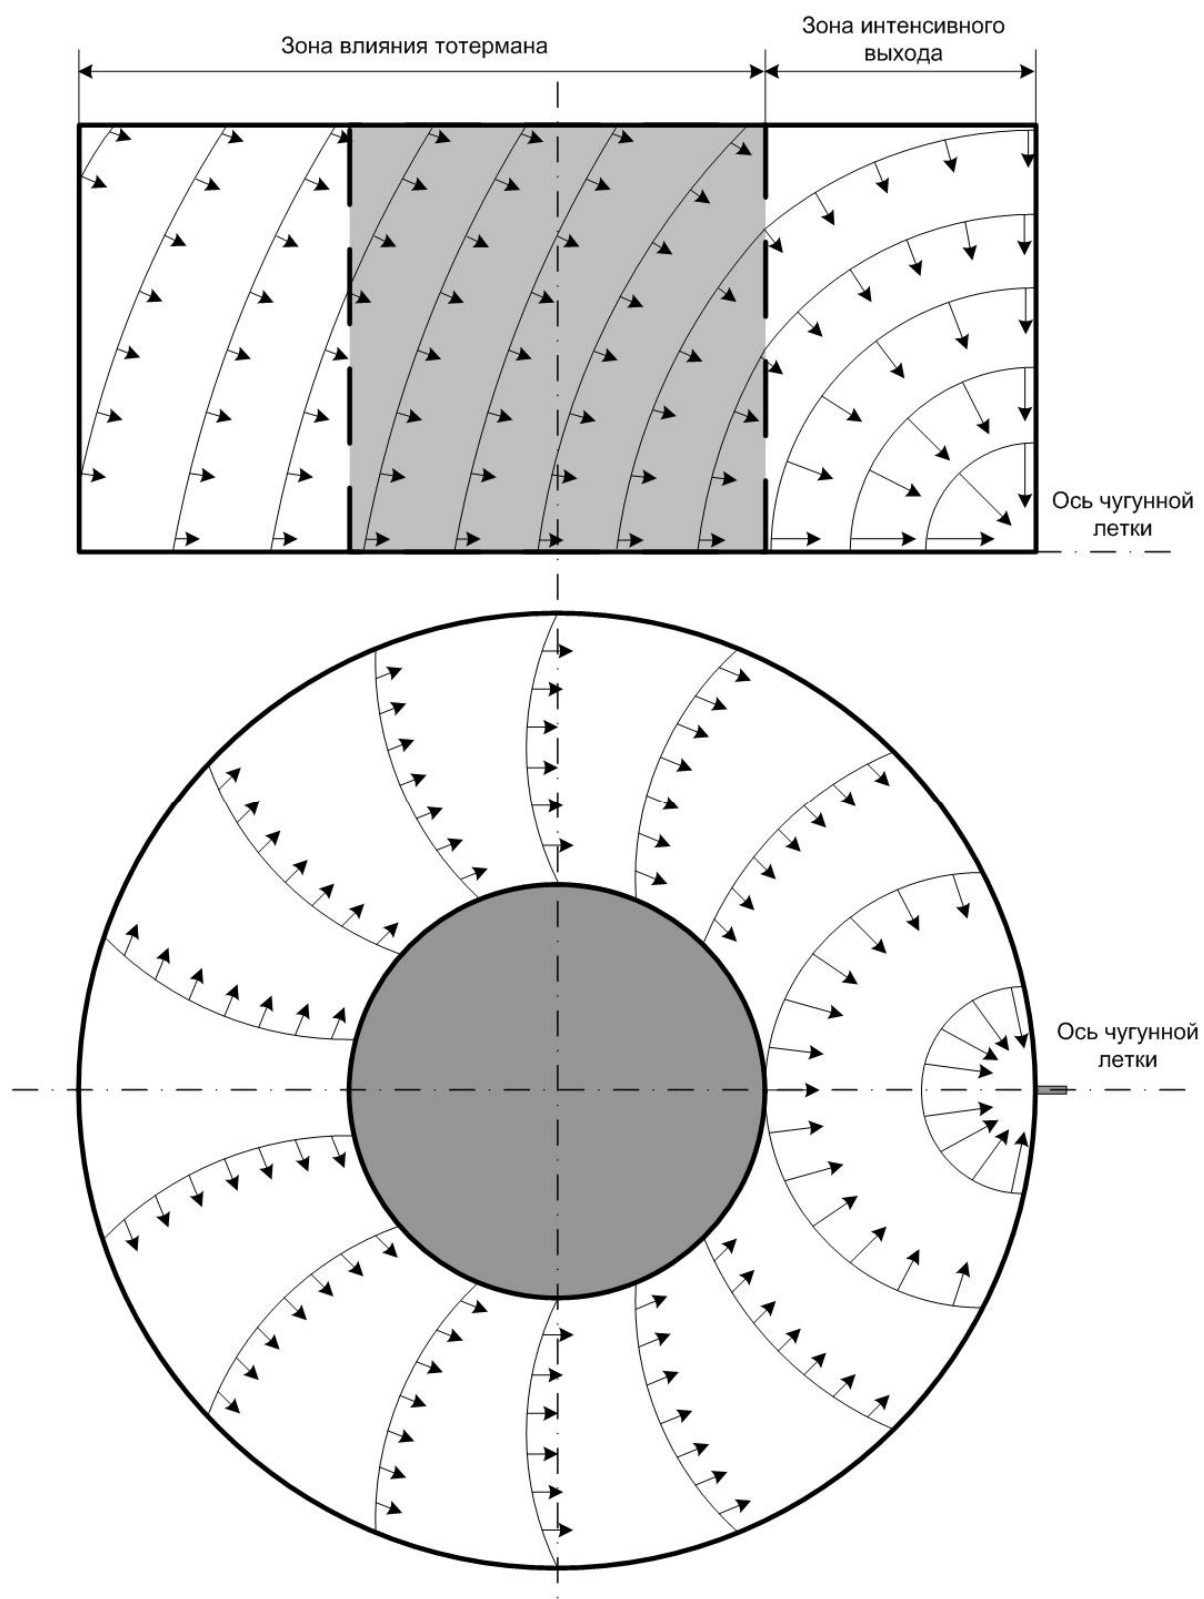 Зона влияния тотермана
Зона интенсивного
выхода
Ось чугунной
летки
Ось чугунной
летки